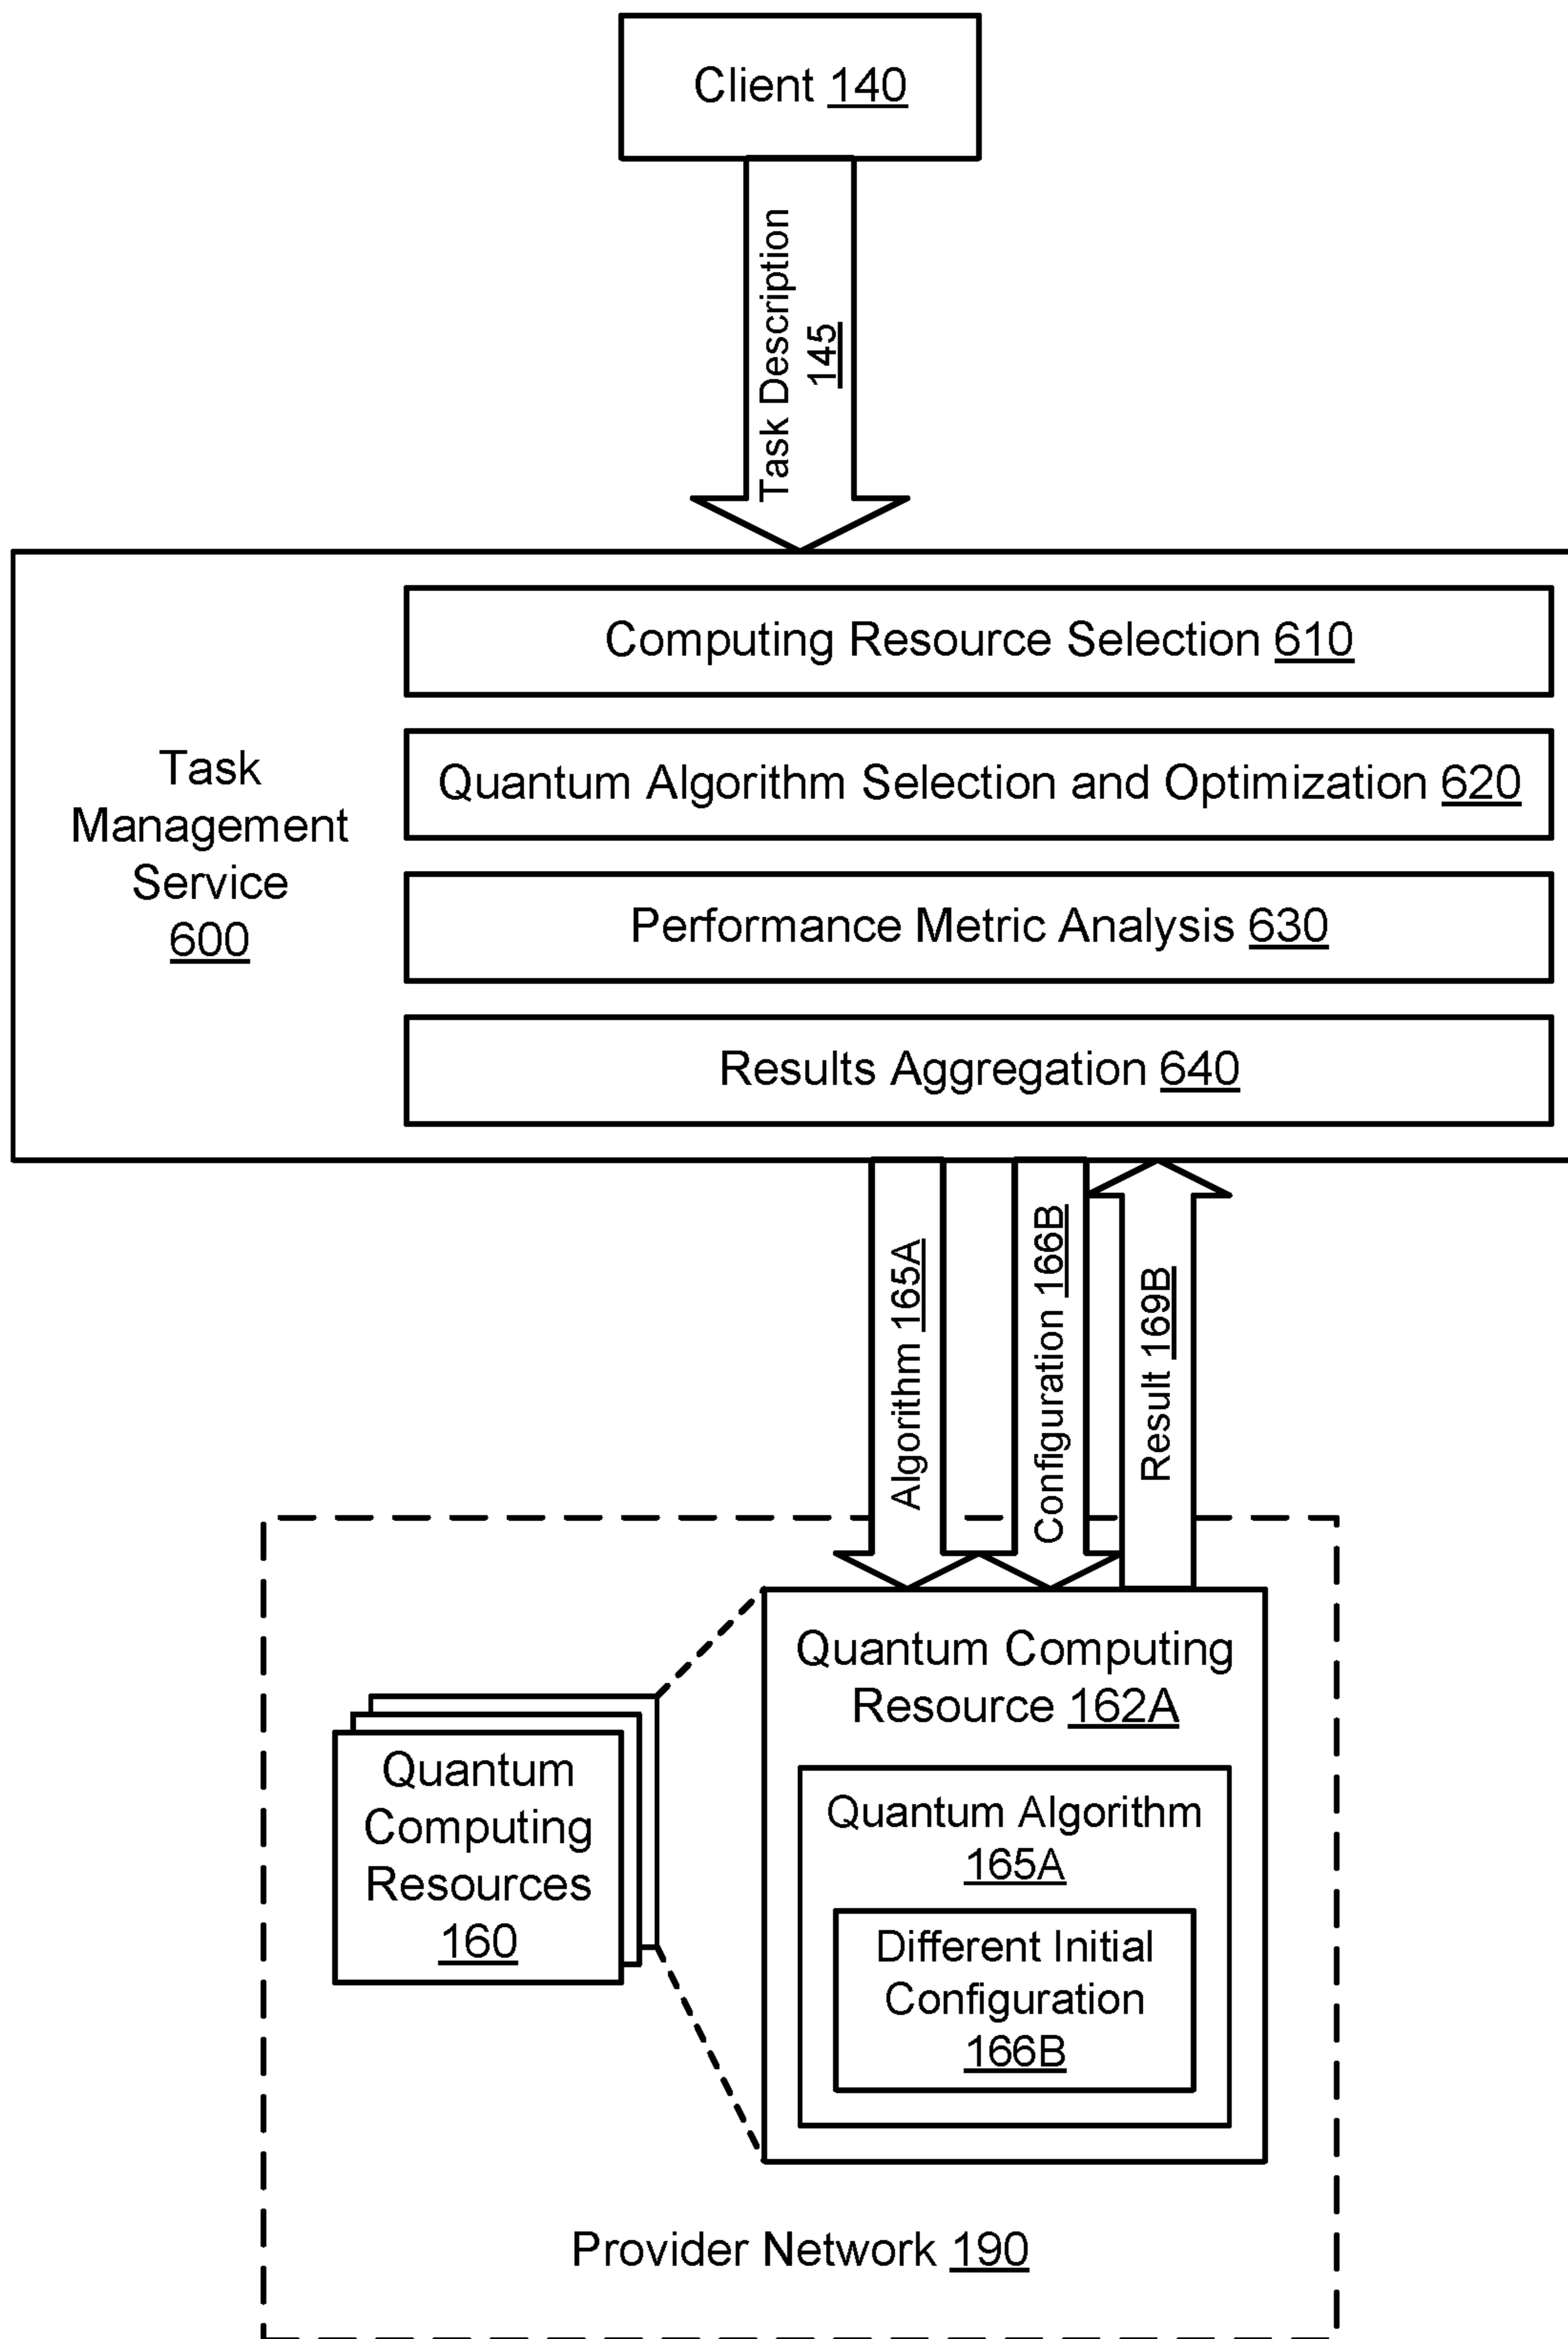 Client 140
Task Description
145
Computing Resource Selection 610
Task
Management
Service
600
Quantum Algorithm Selection and Optimization 620
Performance Metric Analysis 630
Results Aggregation 640
Algorithm 165A
Configuration 166B
Result 169B
Quantum Computing
Resource 162A
Quantum
Computing
Resources
160
Quantum Algorithm
165A
Different Initial
Configuration
166B
Provider Network 190